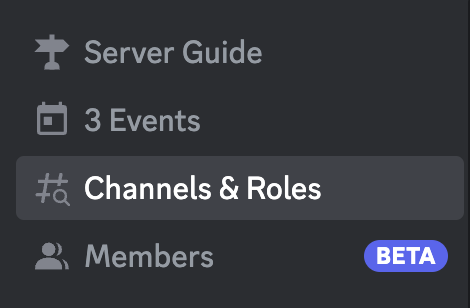 Server Guide
3 Events
Channels & Roles
Members BETA